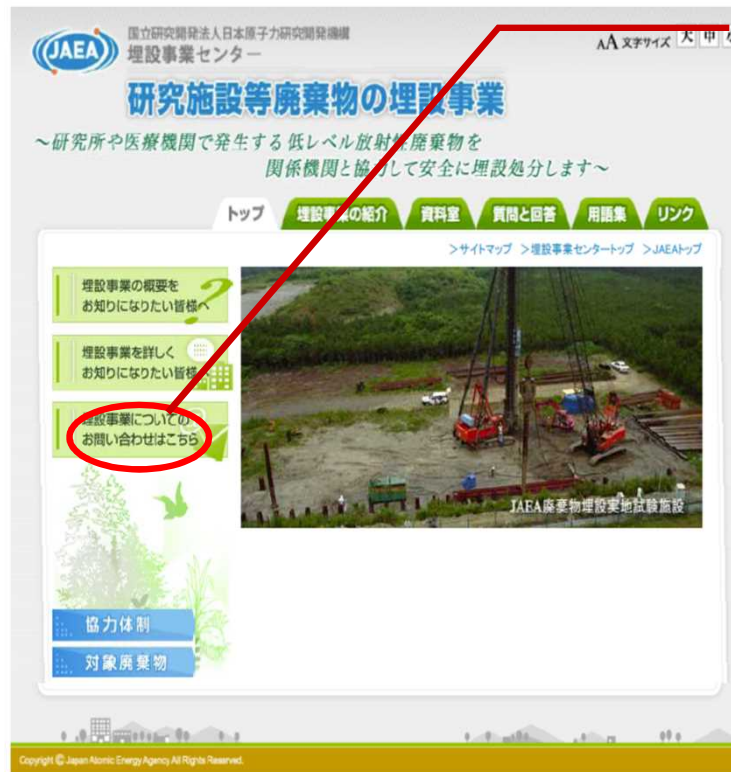 JAEA
国立研究開発法人日本原子力研究開発機構
埋設事業センター
AA 文字サイズ 大 中 小
研究施設等廃棄物の埋設事業
~研究所や医療機関で発生する低レベル放射性廃棄物を
関係機関と協力して安全に埋設処分します~
トップ 埋設事業の紹介 資料室 質問と回答 用語集 リンク
>サイトマップ >埋設事業センタートップ >JAEAトップ
埋設事業の概要を
お知りになりたい皆様へ
埋設事業を詳しく
お知りになりたい皆様
埋設事業についての
お問い合わせはこちら
JAEA廃棄物埋設実地試験施設
協力体制
対象廃棄物
Copyright © Japan Atomic Energy Agency All Rights Reserved.